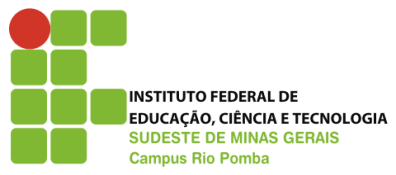 INSTITUTO FEDERAL DE
EDUCAÇÃO, CIÊNCIA E TECNOLOGIA
SUDESTE DE MINAS GERAIS
Campus Rio Pomba